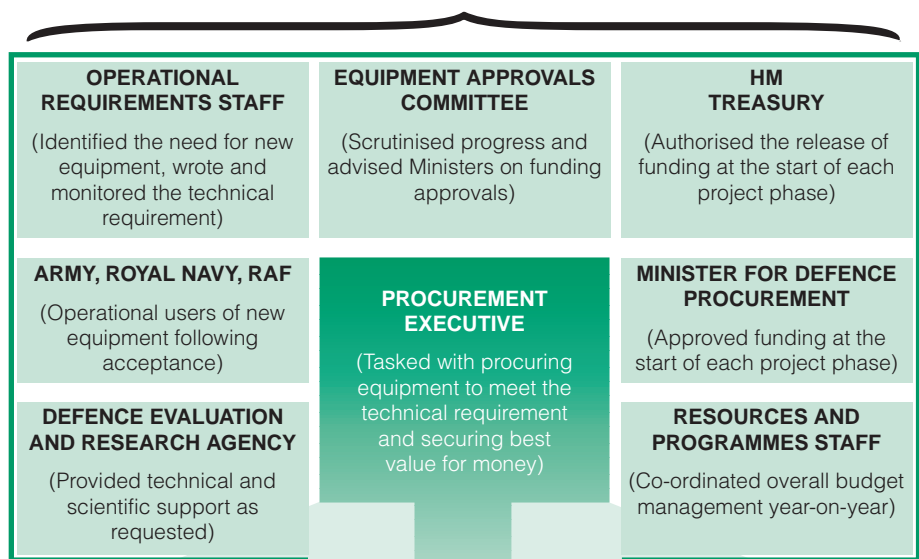 OPERATIONAL
REQUIREMENTS STAFF
(Identified the need for new
equipment, wrote and
monitored the technical
requirement)
EQUIPMENT APPROVALS
COMMITTEE
(Scrutinised progress and
advised Ministers on funding
approvals)
HM
TREASURY
(Authorised the release of
funding at the start of each
project phase)
ARMY, ROYAL NAVY, RAF
(Operational users of new
equipment following
acceptance)
PROCUREMENT
EXECUTIVE
(Tasked with procuring
equipment to meet the
technical requirement
and securing best
value for money)
MINISTER FOR DEFENCE
PROCUREMENT
(Approved funding at the
start of each project phase)
DEFENCE EVALUATION
AND RESEARCH AGENCY
(Provided technical and
scientific support as
requested)
RESOURCES AND
PROGRAMMES STAFF
(Co-ordinated overall budget
management year-on-year)